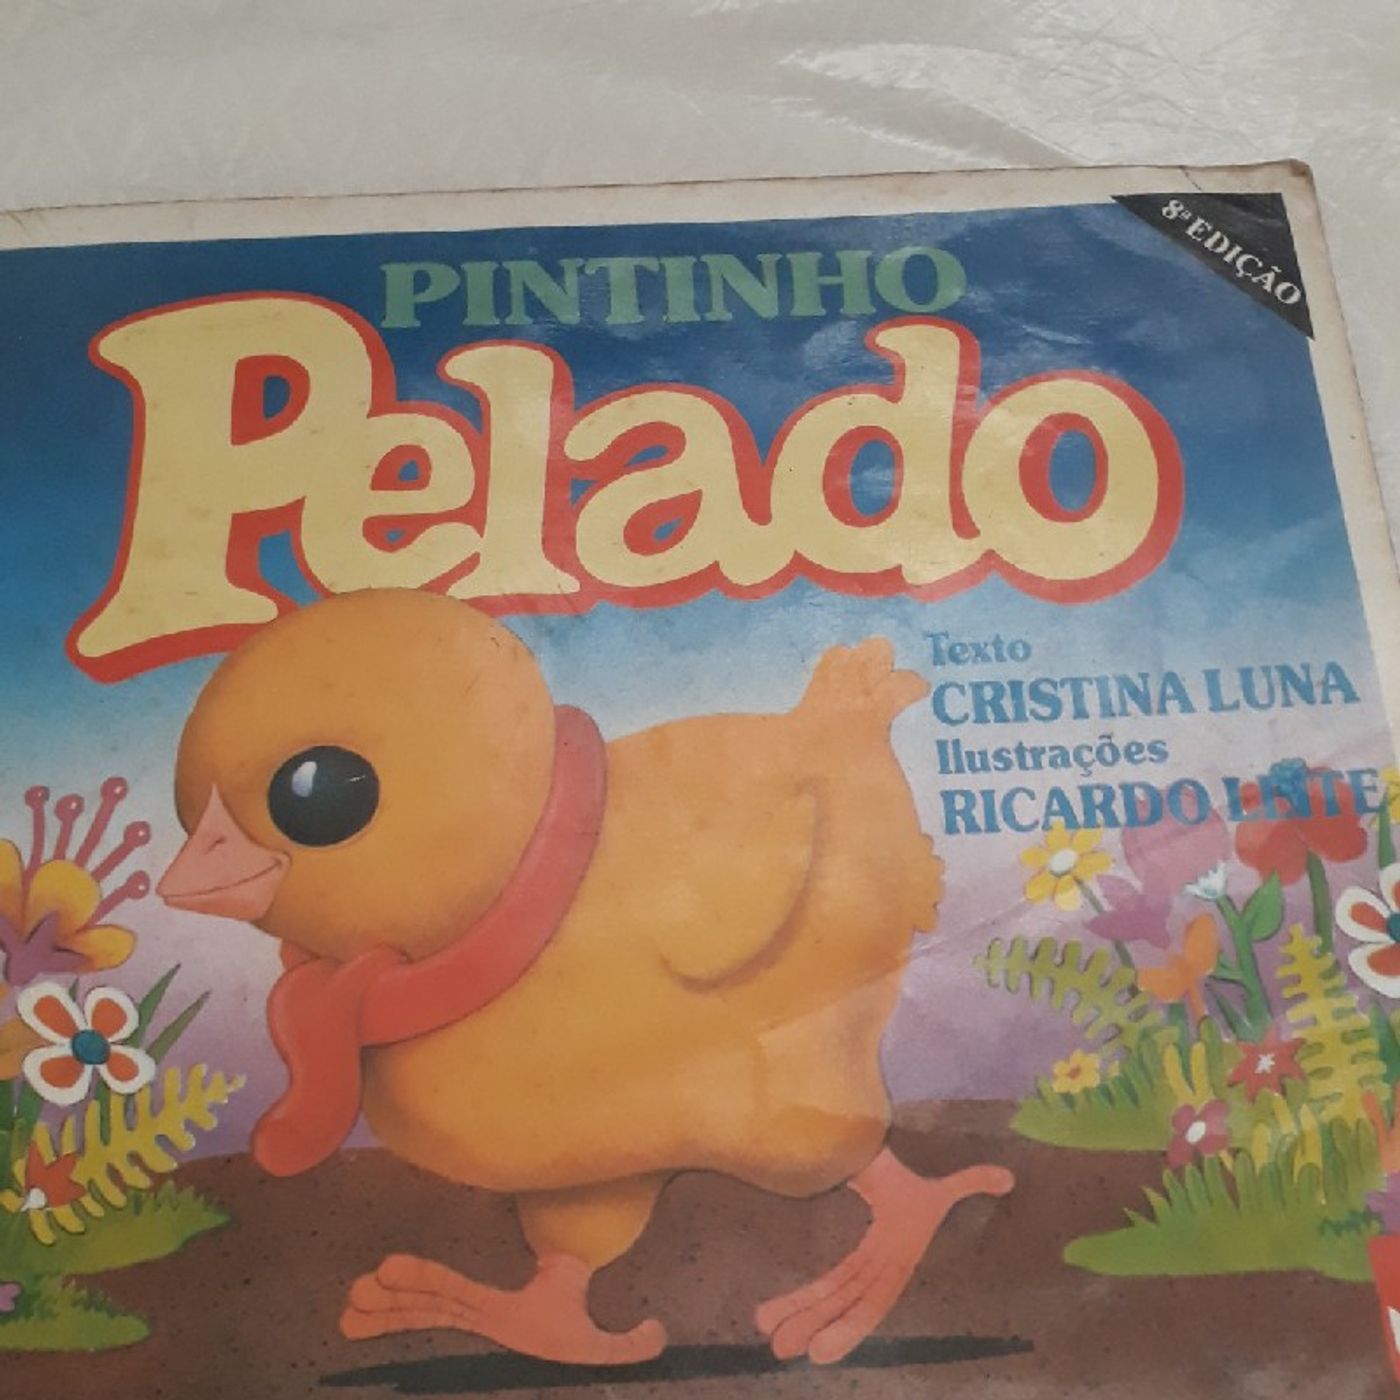 8ª EDIÇÃO
PINTINHO
Pelado
Texto
CRISTINA LUNA
Ilustrações
RICARDO LEITE